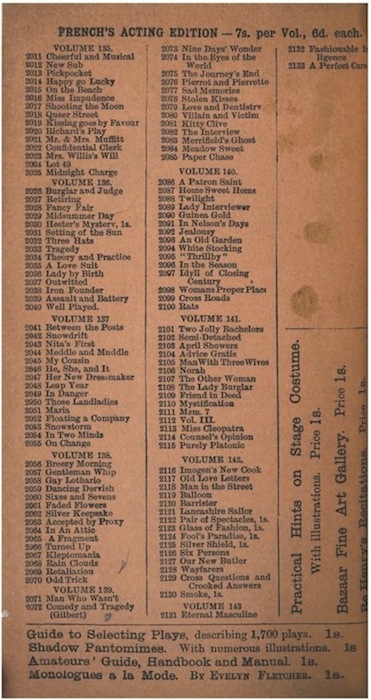 FRENCH'S ACTING EDITION — 7s. per Vol., 6d. each.
VOLUME 135.
2011 Cheerful and Musical
2012 New Sub
2013 Pickpocket
2014 Happy go Lucky
2015 On the Beach
2016 Miss Impudence
2017 Shooting the Moon
2018 Queer Street
2019 Kissing goes by Favour
2020 Richard's Play
2021 Mr. & Mrs. Muffitt
2022 Confidential Clerk
2023 Mrs. Willis's Will
2024 Lot 49
2025 Midnight Charge
VOLUME 136.
2026 Burglar and Judge
2027 Retiring
2028 Fancy Fair
2029 Midsummer Day
2030 Hester's Mystery, 1s.
2031 Setting of the Sun
2032 Three Hats
2033 Tragedy
2034 Theory and Practice
2035 A Love Suit
2036 Lady by Birth
2037 Outwitted
2038 Iron Founder
2039 Assault and Battery
2040 Well Played.
VOLUME 137
2041 Between the Posts
2042 Snowdrift
2043 Nita's First
2044 Meddle and Muddle
2045 My Cousin
2046 He, She, and It
2047 Her New Dressmaker
2048 Leap Year
2049 In Danger
2950 Those Landladies
2051 Maria
2052 Floating a Company
2053 Snowstorm
2054 In Two Minds
2055 On Change
VOLUME 138.
2056 Breezy Morning
2057 Gentleman Whip
2058 Gay Lothario
2059 Dancing Dervish
2060 Sixes and Sevens
2061 Faded Flowers
2062 Silver Keepsake
2063 Accepted by Proxy
2064 In An Attic
2065 A Fragment
2066 Turned Up
2067 Kleptomania
2068 Rain Clouds
2069 Retaliation
2070 Odd Trick
VOLUME 139.
2071 Man Who Wasn't
2072 Comedy and Tragedy
(Gilbert)
2073 Nine Days' Wonder
2074 In the Eyes of the
World
2075 The Journey's End
2076 Pierrot and Pierrette
2077 Sad Memories
2078 Stolen Kisses
2079 Love and Dentistry
2080 Villain and Victim
2081 Kitty Clive
2082 The Interview
2083 Merrifield's Ghost
2084 Meadow Sweet
2085 Paper Chase
VOLUME 140.
2086 A Patron Saint
2087 Home Sweet Home
2088 Twilight
2089 Lady Interviewer
2090 Guinea Gold
2091 In Nelson's Days
2092 Jealousy
2093 An Old Garden
2094 White Stocking
2095 "Thrillby"
2096 In the Season
2097 Idyll of Closing
Century
2098 Womans Proper Place
2099 Cross Roads
2100 Rats
VOLUME 141.
2101 Two Jolly Bachelors
2102 Semi-Detached
2103 April Showers
2104 Advice Gratis
2105 Man With Three Wives
2106 Norah
2107 The Other Woman
2108 The Lady Burglar
2109 Friend in Deed
2110 Mystification
2111 Mem. 7
2112 Vol. III.
2113 Miss Cleopatra
2114 Counsel's Opinion
2115 Purely Platonic
VOLUME 142.
2116 Imogen's New Cook
2117 Old Love Letters
2118 Man in the Street
2119 Balloon
2120 Barrister
2121 Lancashire Sailor
2122 Pair of Spectacles, 1s.
2123 Glass of Fashion, 1s.
2124 Fool's Paradise, 1s.
2125 Silver Shield, 1s.
2126 Six Persons
2127 Our New Butler
2128 Wayfarers
2129 Cross Questions and
Crooked Answers
2130 Smoke, 1s.
VOLUME 143
2131 Eternal Masculine
2132 Fashionable In
ligence
2133 A Perfect Cure
Practical Hints on Stage Costume.
With illustrations. Price 1s.
Bazaar Fine Art Gallery. Price 1s.
Recitations. Price 1s.
Guide to Selecting Plays, describing 1,700 plays. 1s.
Shadow Pantomimes. With numerous illustrations. 1s
Amateurs' Guide, Handbook and Manual. 1s.
Monologues a la Mode. By Evelyn Fletcher. 1s.